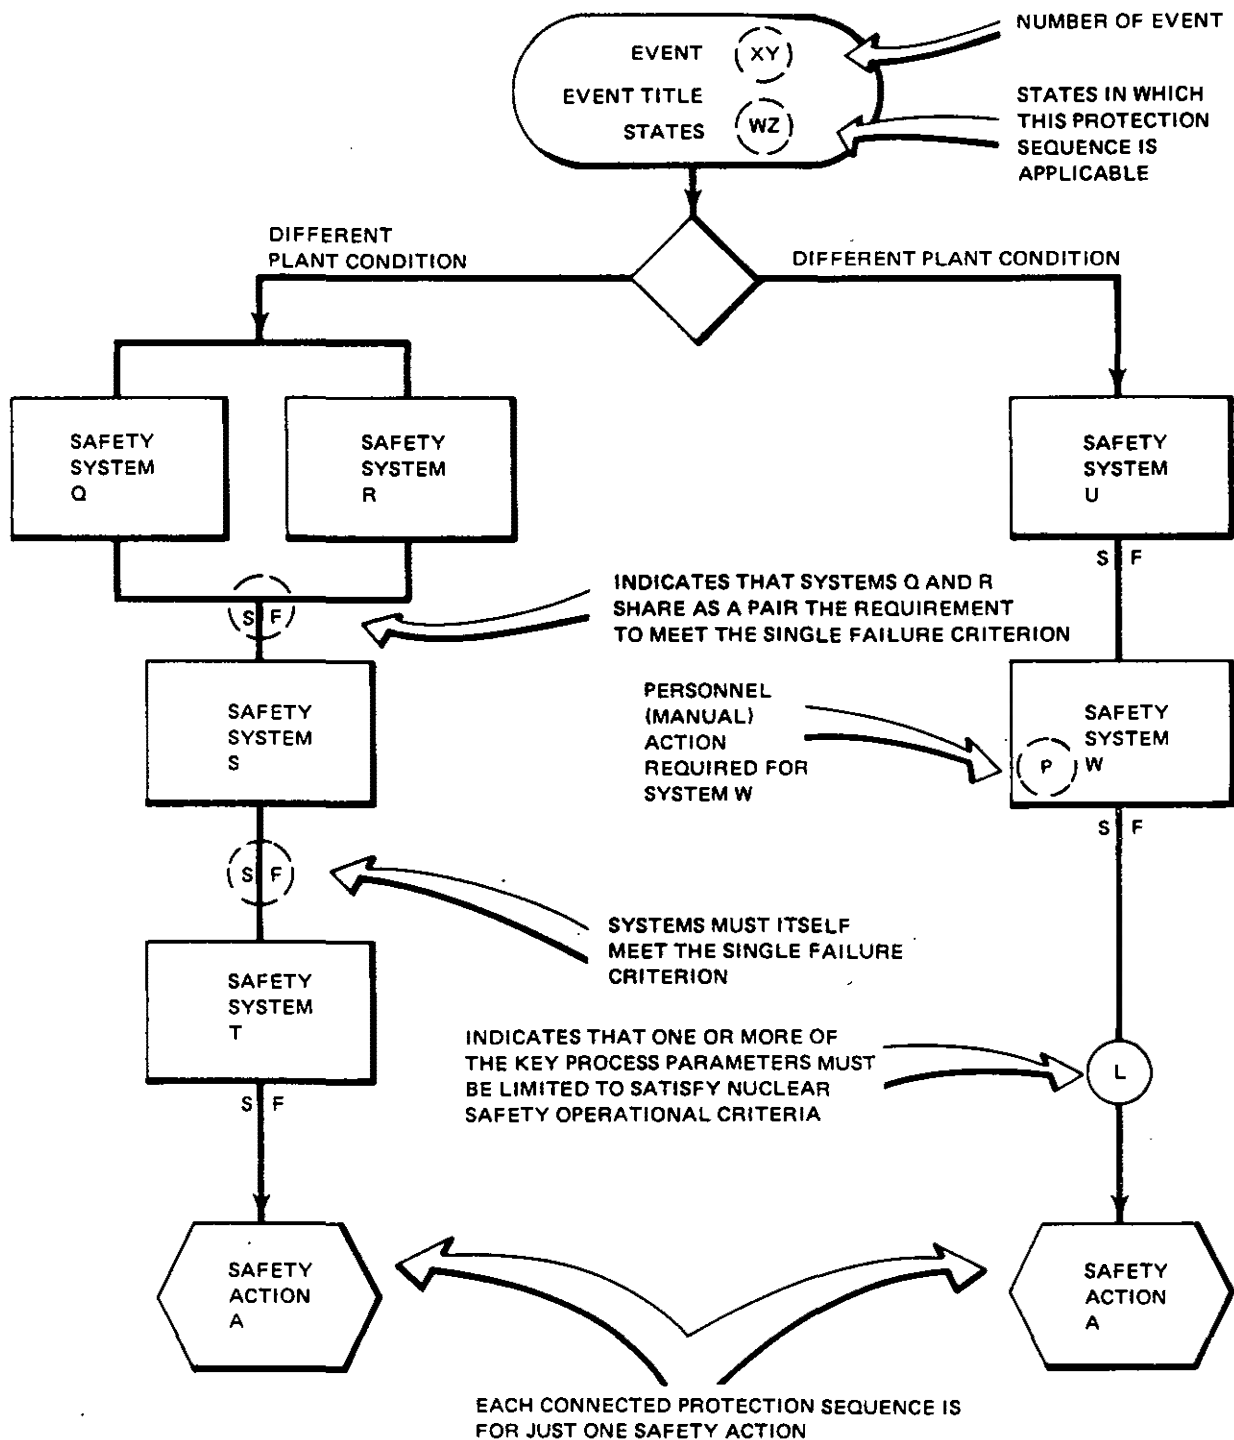 NUMBER OF EVENT
EVENT XY
EVENT TITLE
STATES WZ
STATES IN WHICH
THIS PROTECTION
SEQUENCE IS
APPLICABLE
DIFFERENT
PLANT CONDITION
DIFFERENT PLANT CONDITION
SAFETY
SYSTEM
Q
SAFETY
SYSTEM
R
SAFETY
SYSTEM
U
S F
S F
INDICATES THAT SYSTEMS Q AND R
SHARE AS A PAIR THE REQUIREMENT
TO MEET THE SINGLE FAILURE CRITERION
SAFETY
SYSTEM
S
PERSONNEL
(MANUAL)
ACTION
REQUIRED FOR
SYSTEM W
SAFETY
SYSTEM
P W
S F
S F
SYSTEMS MUST ITSELF
MEET THE SINGLE FAILURE
CRITERION
SAFETY
SYSTEM
T
S F
INDICATES THAT ONE OR MORE OF
THE KEY PROCESS PARAMETERS MUST
BE LIMITED TO SATISFY NUCLEAR
SAFETY OPERATIONAL CRITERIA
L
SAFETY
ACTION
A
SAFETY
ACTION
A
EACH CONNECTED PROTECTION SEQUENCE IS
FOR JUST ONE SAFETY ACTION